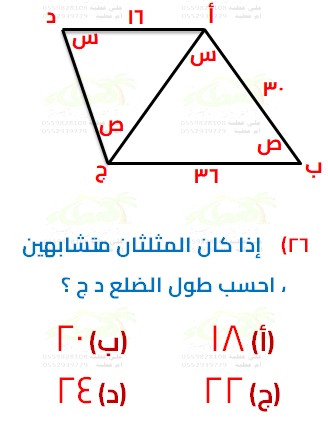 د ١٦ أ
س س
٣٠
ص ص
ج ٣٦ ب
٢٦) إذا كان المثلثان متشابهين
، احسب طول الضلع د ج ؟
(أ) ١٨ (ب) ٢٠
(ج) ٢٢ (د) ٢٤